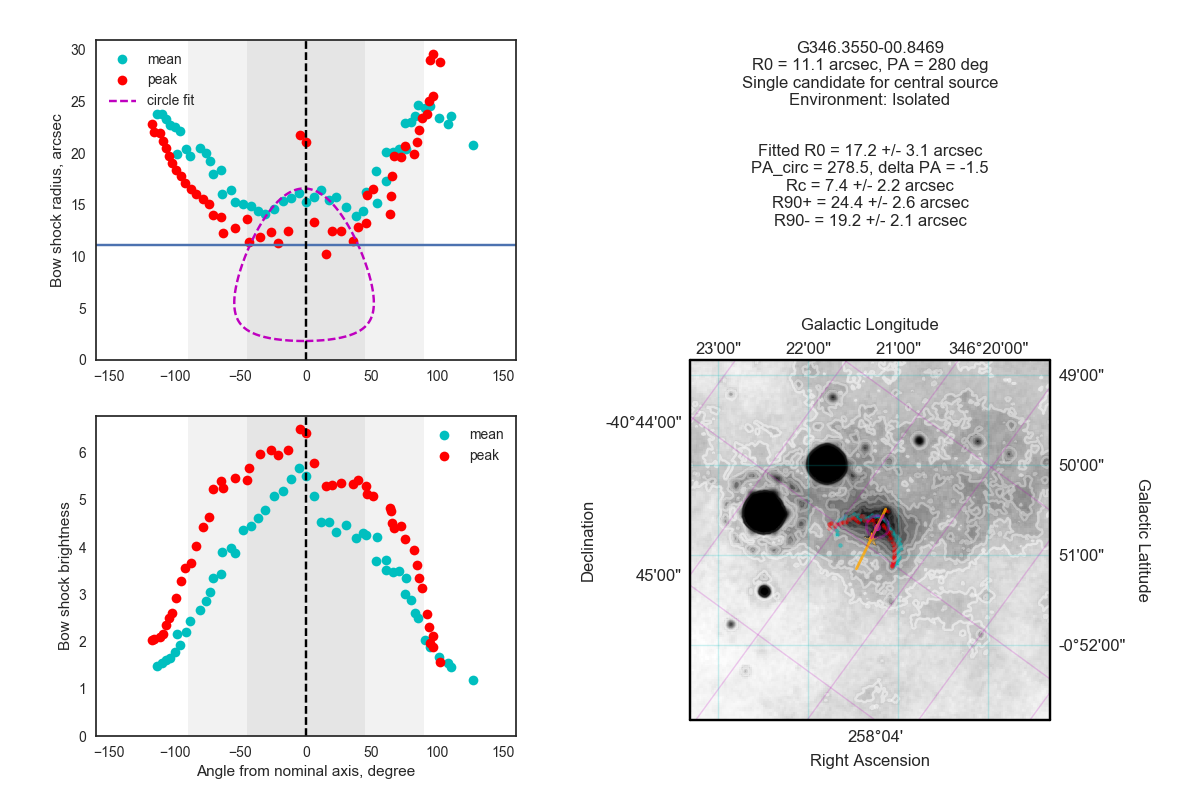 30
25
20
15
10
5
0
Bow shock radius, arcsec
mean
peak
circle fit
−150
−100
−50
0
50
100
150
6
5
4
3
2
1
0
Bow shock brightness
mean
peak
−150
−100
−50
0
50
100
150
Angle from nominal axis, degree
G346.3550-00.8469
R0 = 11.1 arcsec, PA = 280 deg
Single candidate for central source
Environment: Isolated
Fitted R0 = 17.2 +/- 3.1 arcsec
PA_circ = 278.5, delta PA = -1.5
Rc = 7.4 +/- 2.2 arcsec
R90+ = 24.4 +/- 2.6 arcsec
R90- = 19.2 +/- 2.1 arcsec
Galactic Longitude
23'00"
22'00"
21'00"
346°20'00"
49'00"
-40°44'00"
50'00"
Declination
Galactic Latitude
51'00"
45'00"
-0°52'00"
258°04'
Right Ascension